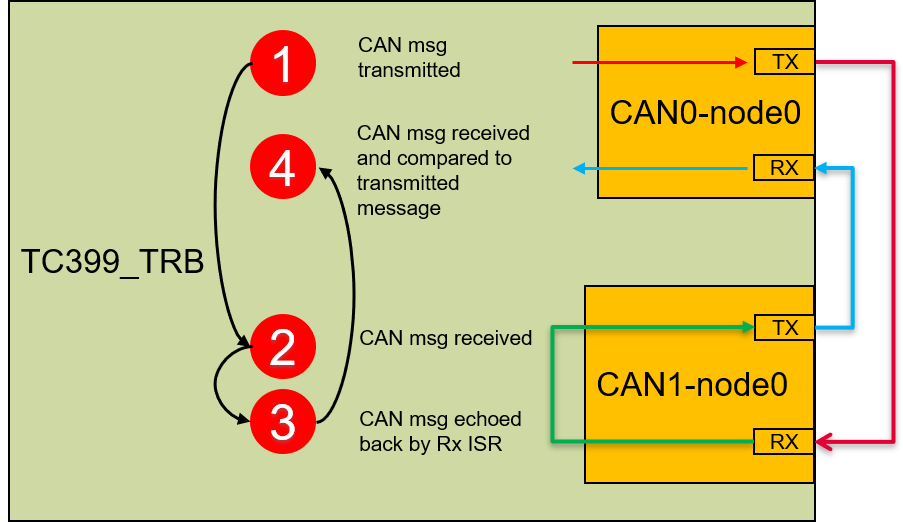 1
CAN msg
transmitted
TX
CAN0-node0
4
CAN msg received
and compared to
transmitted
message
RX
TC399_TRB
2
CAN msg received
TX
CAN1-node0
3
CAN msg echoed
back by Rx ISR
RX